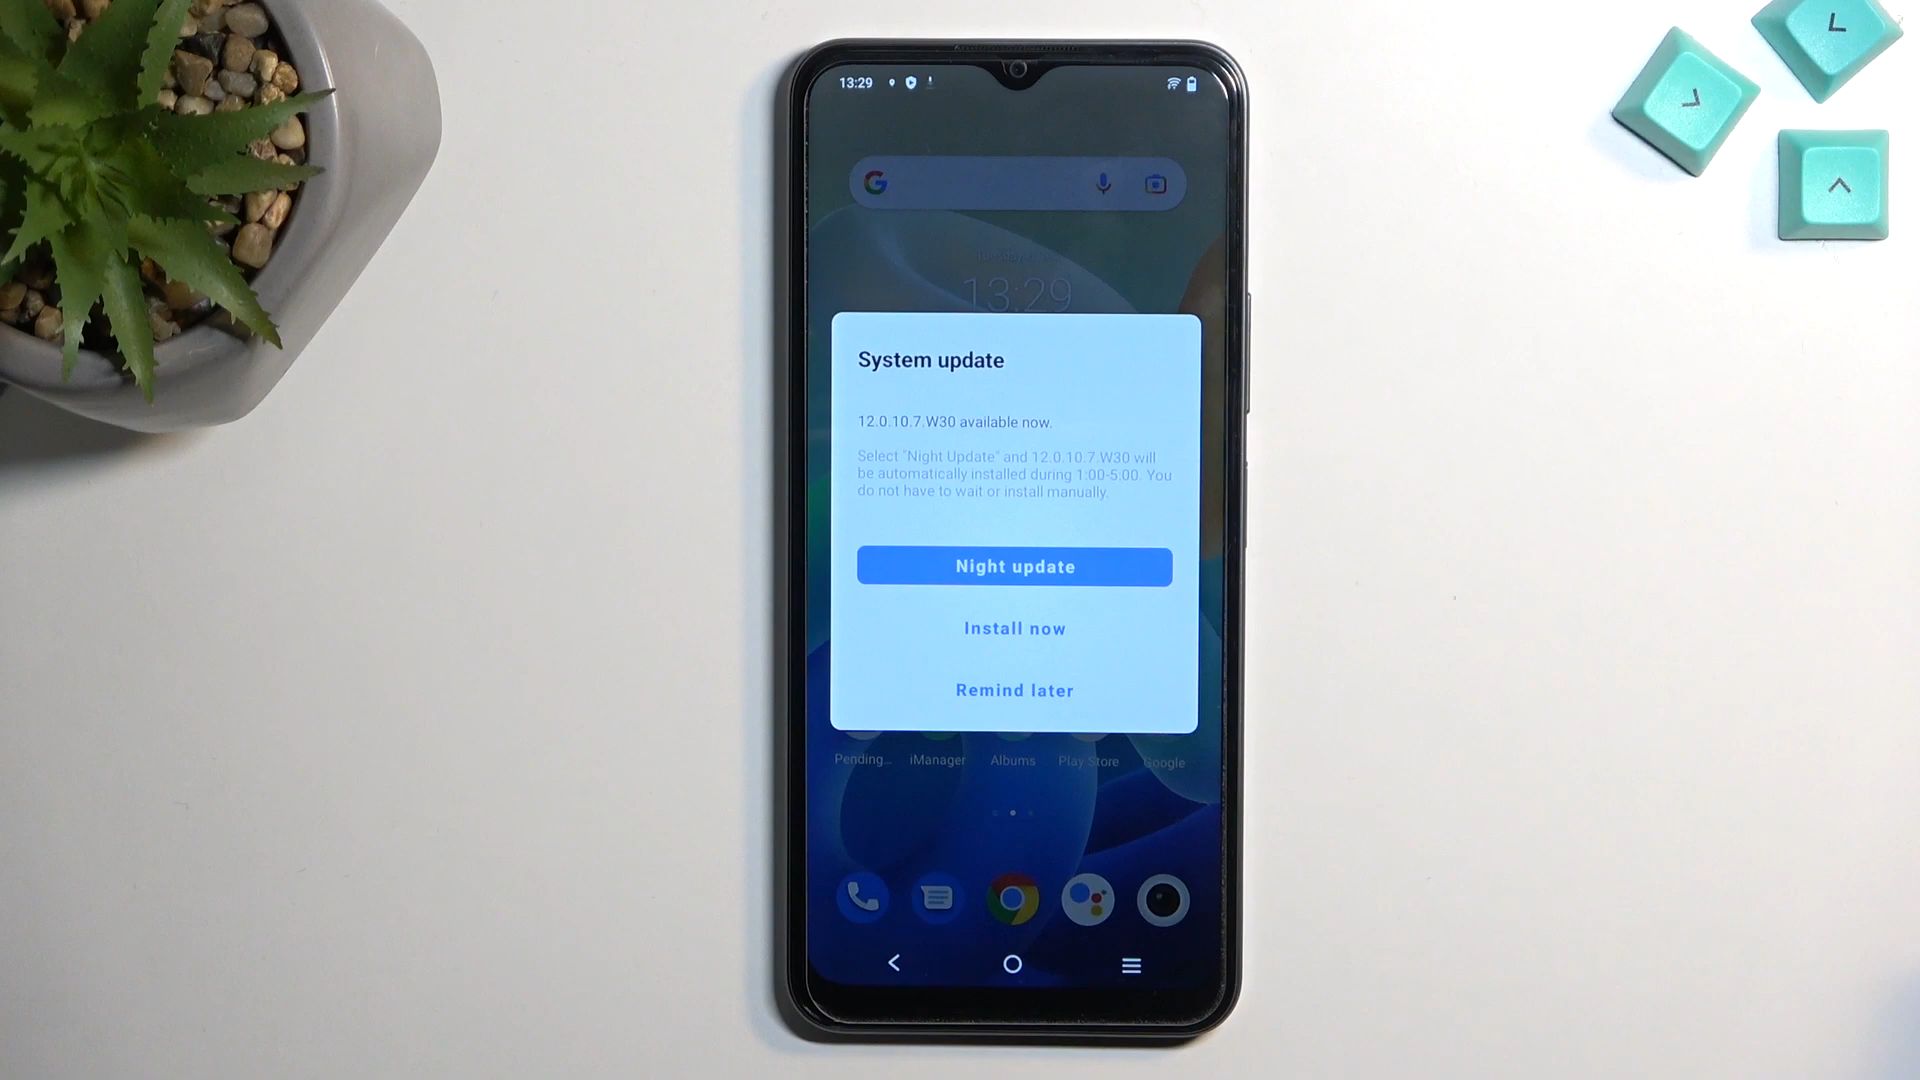 13:29
13:29
System update
12.0.10.7.W30 available now.
Select "Night Update" and 12.0.10.7.W30 will
be automatically installed during 1:00-5:00. You
do not have to wait or install manually.
Night update
Install now
Remind later
Pending... iManager Albums Play Store Google